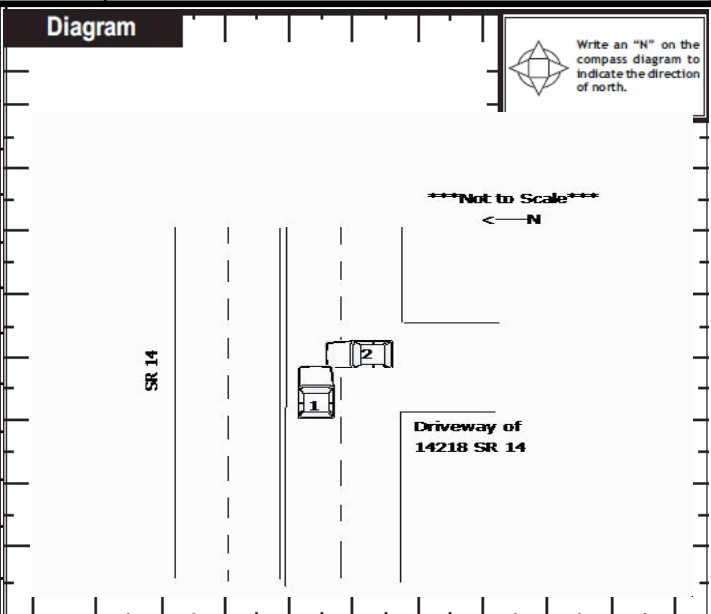 Diagram
Write an “N” on the
compass diagram to
indicate the direction
of north.
***Not to Scale***
<——N
SR 14
2
1
Driveway of
14218 SR 14